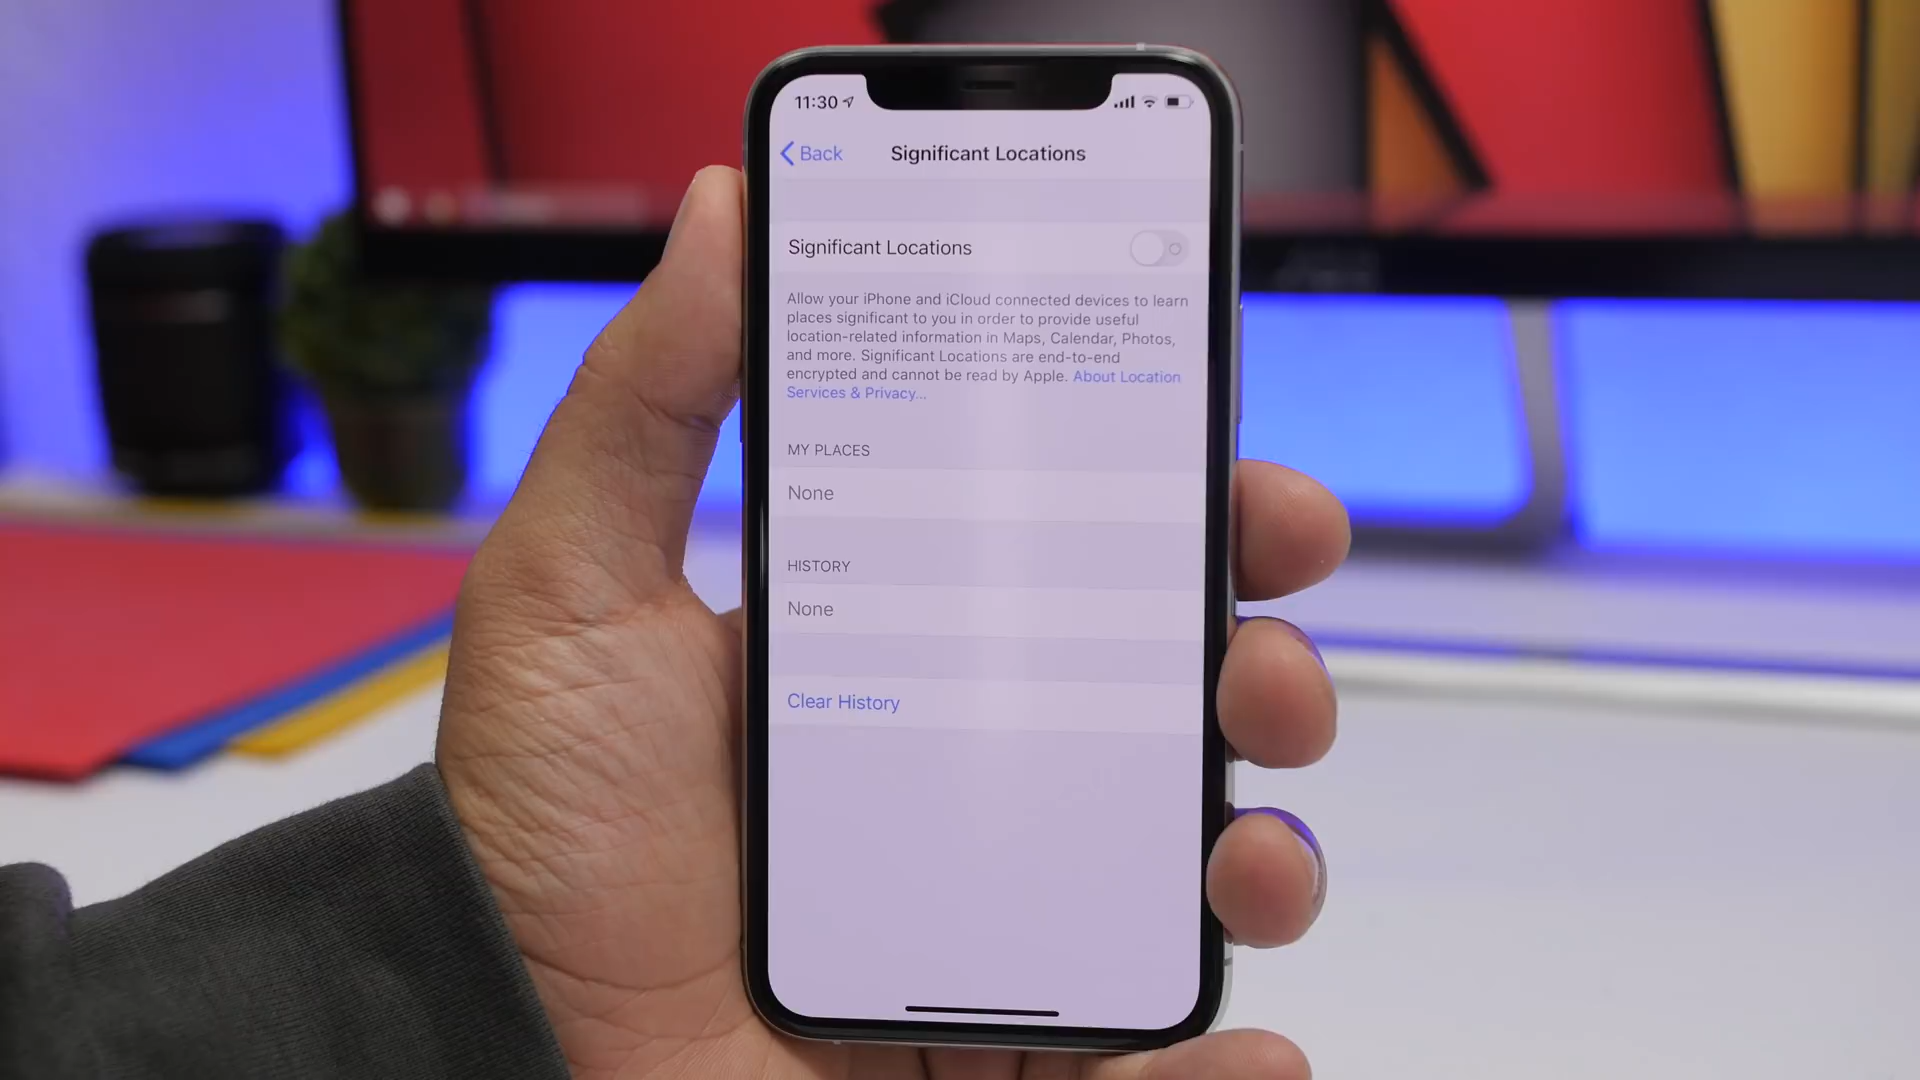 11:30
Back
Significant Locations
Significant Locations
Allow your iPhone and iCloud connected devices to learn
places significant to you in order to provide useful
location-related information in Maps, Calendar, Photos,
and more. Significant Locations are end-to-end
encrypted and cannot be read by Apple. About Location
Services & Privacy...
MY PLACES
None
HISTORY
None
Clear History